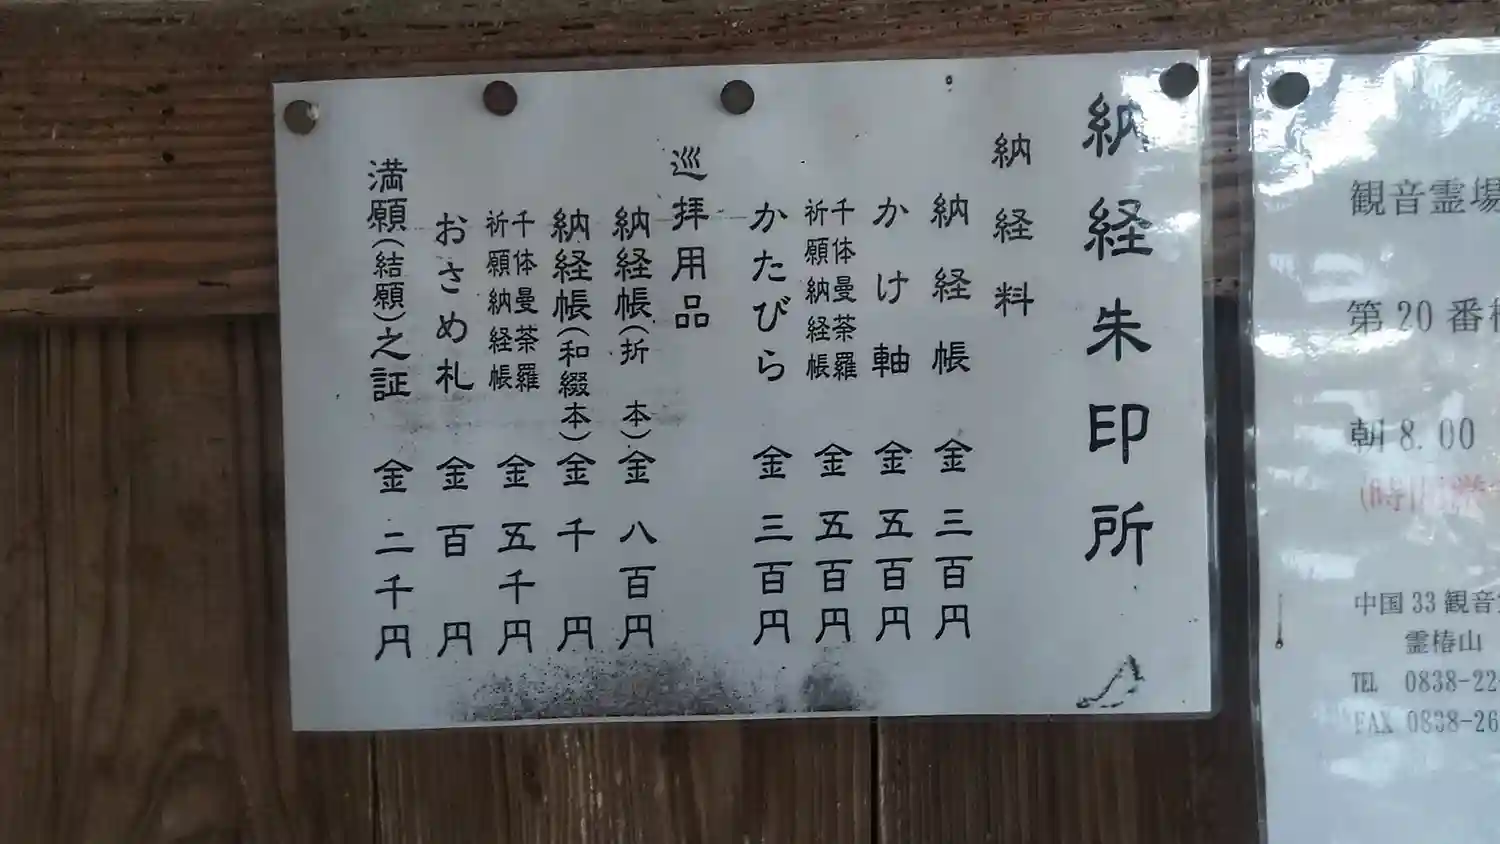 納経朱印所
納経料
納経帳 金三百円
かけ軸 金五百円
千体曼茶羅
祈願納経帳 金五百円
かたびら 金三百円
巡拝用品
納経帳(折本) 金八百円
納経帳(和綴本) 金千円
千体曼茶羅
祈願納経帳 金五千円
おさめ札 金百円
満願(結願)之証 金二千円
観音霊場
第20番
朝8.00
中国33観音
霊椿山
TEL 0838-22
FAX 0838-26